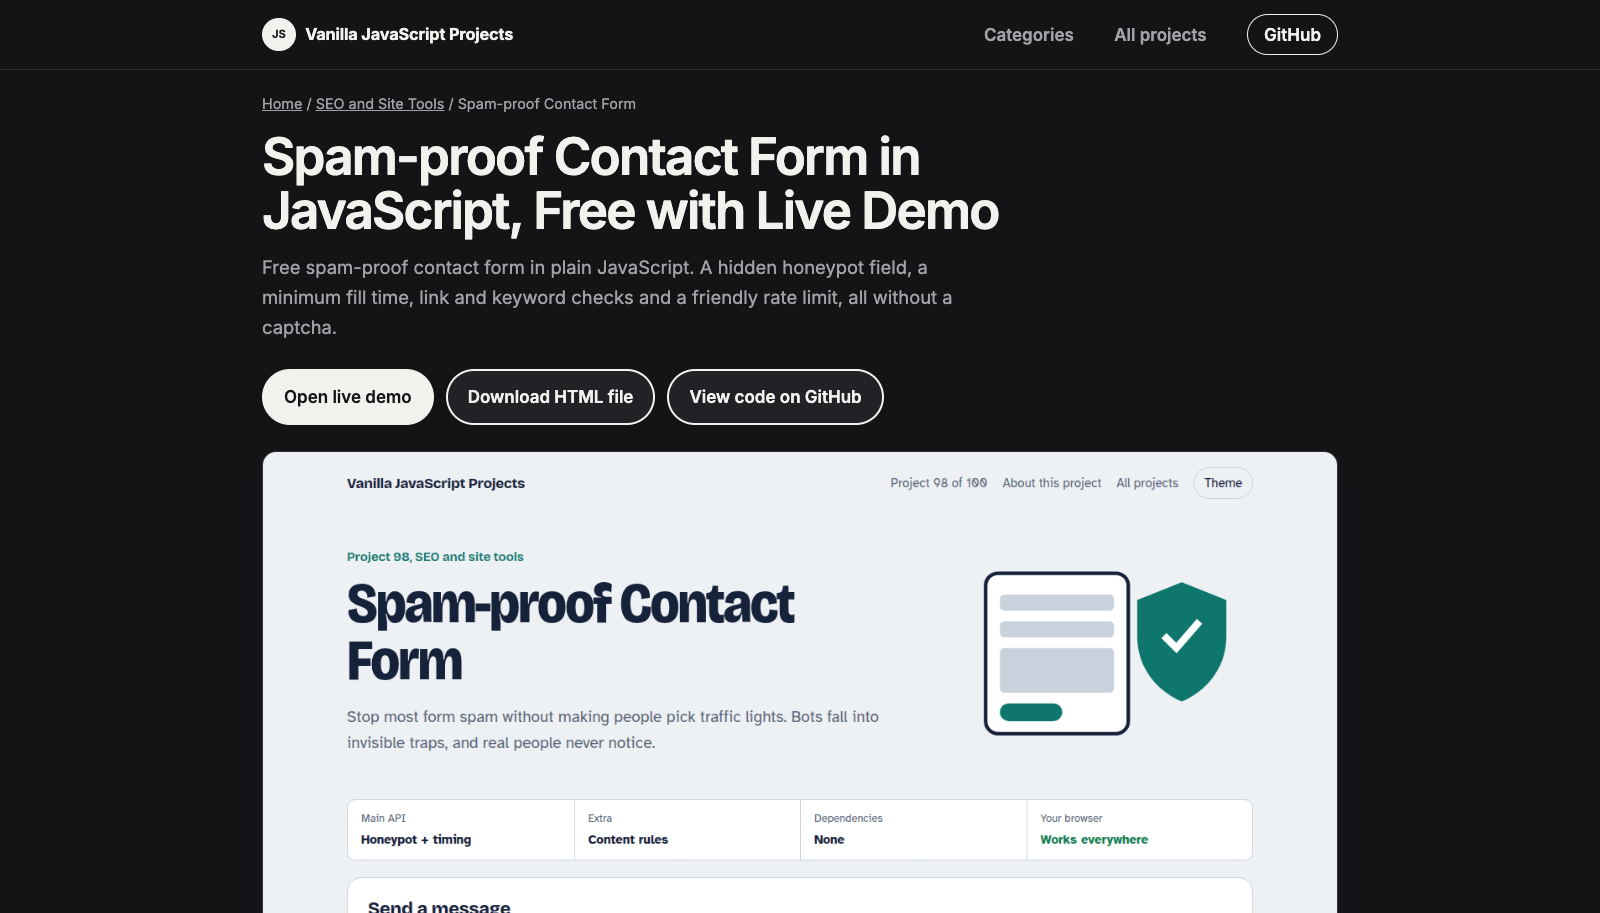 JS
Vanilla JavaScript Projects
Categories
All projects
GitHub
Home / SEO and Site Tools / Spam-proof Contact Form
Spam-proof Contact Form in
JavaScript, Free with Live Demo
Free spam-proof contact form in plain JavaScript. A hidden honeypot field, a
minimum fill time, link and keyword checks and a friendly rate limit, all without a
captcha.
Open live demo
Download HTML file
View code on GitHub
Vanilla JavaScript Projects
Project 98 of 100
About this project
All projects
Theme
Project 98, SEO and site tools
Spam-proof Contact
Form
Stop most form spam without making people pick traffic lights. Bots fall into
invisible traps, and real people never notice.
Main API
Honeypot + timing
Extra
Content rules
Dependencies
None
Your browser
Works everywhere
Send a message